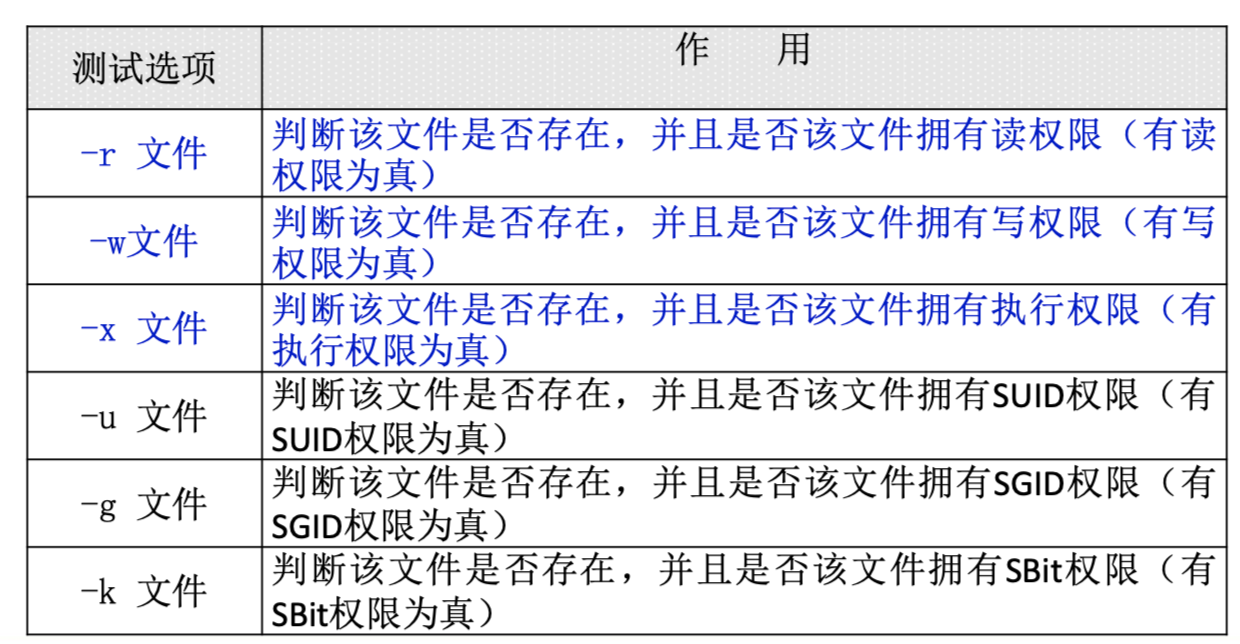 测试选项
作 用
-r 文件
判断该文件是否存在，并且是否该文件拥有读权限（有读
权限为真）
-w文件
判断该文件是否存在，并且是否该文件拥有写权限（有写
权限为真）
-x 文件
判断该文件是否存在，并且是否该文件拥有执行权限（有
执行权限为真）
-u 文件
判断该文件是否存在，并且是否该文件拥有SUID权限（有
SUID权限为真）
-g 文件
判断该文件是否存在，并且是否该文件拥有SGID权限（有
SGID权限为真）
-k 文件
判断该文件是否存在，并且是否该文件拥有SBit权限（有
SBit权限为真）